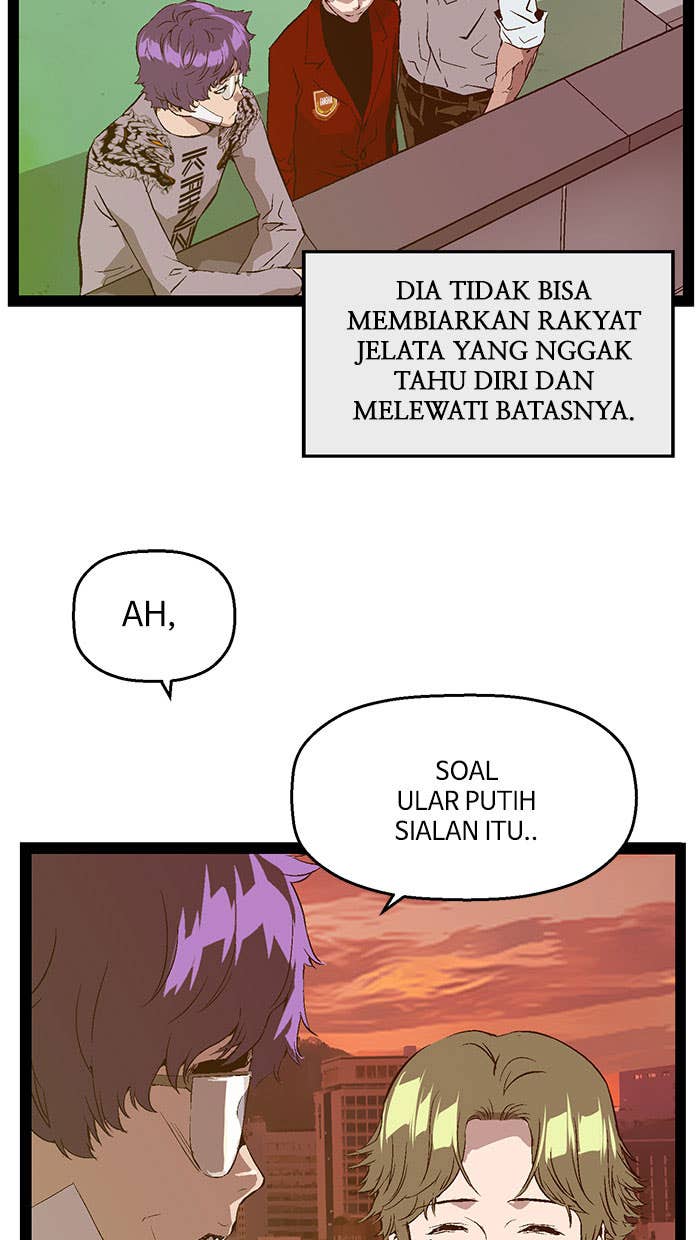 DIA TIDAK BISA
MEMBIARKAN RAKYAT
JELATA YANG NGGAK
TAHU DIRI DAN
MELEWATI BATASNYA.
AH,
SOAL
ULAR PUTIH
SIALAN ITU..